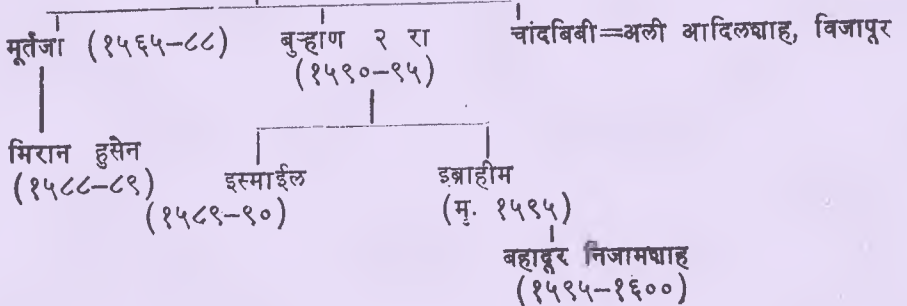 मूर्तजा (१५६५-८८) बुऱ्हाण २ रा चांदबिबी=अली आदिलशाह, विजापूर
(१५९०-९५)
मिरान हुसेन
(१५८८-८९) इस्माईल इब्राहीम
(१५८९-९०) (मृ. १५९५)
बहादूर निजामशाह
(१५९५-१६००)